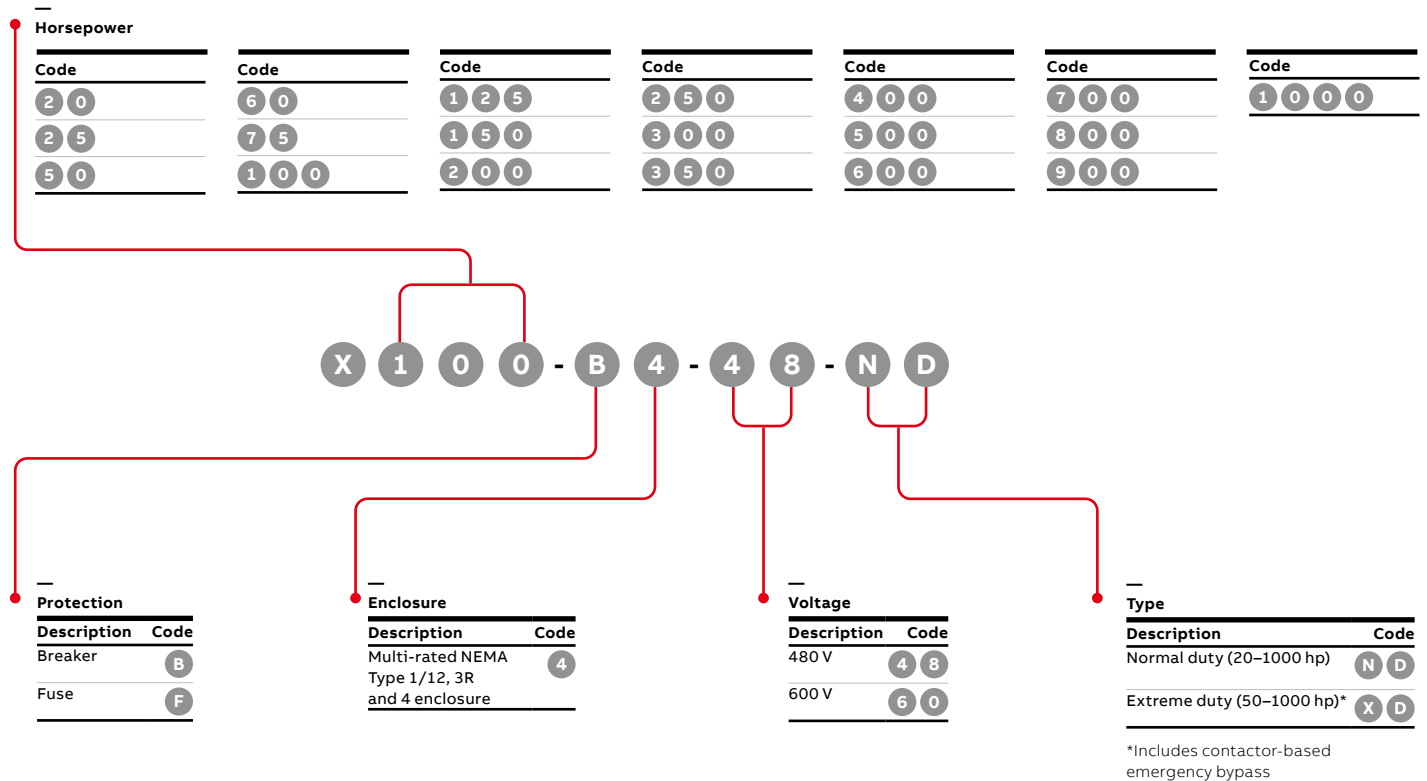 —
Horsepower
Code Code Code Code Code Code Code
20 60 125 250 400 700 1000
25 75 150 300 500 800
50 100 200 350 600 900
X100-B4-48-ND
—
Protection
Description Code
Breaker B
Fuse F
—
Enclosure
Description Code
Multi-rated NEMA 4
Type 1/12, 3R
and 4 enclosure
—
Voltage
Description Code
480 V 48
600 V 60
—
Type
Description Code
Normal duty (20–1000 hp) ND
Extreme duty (50–1000 hp)* XD
*Includes contactor-based
emergency bypass